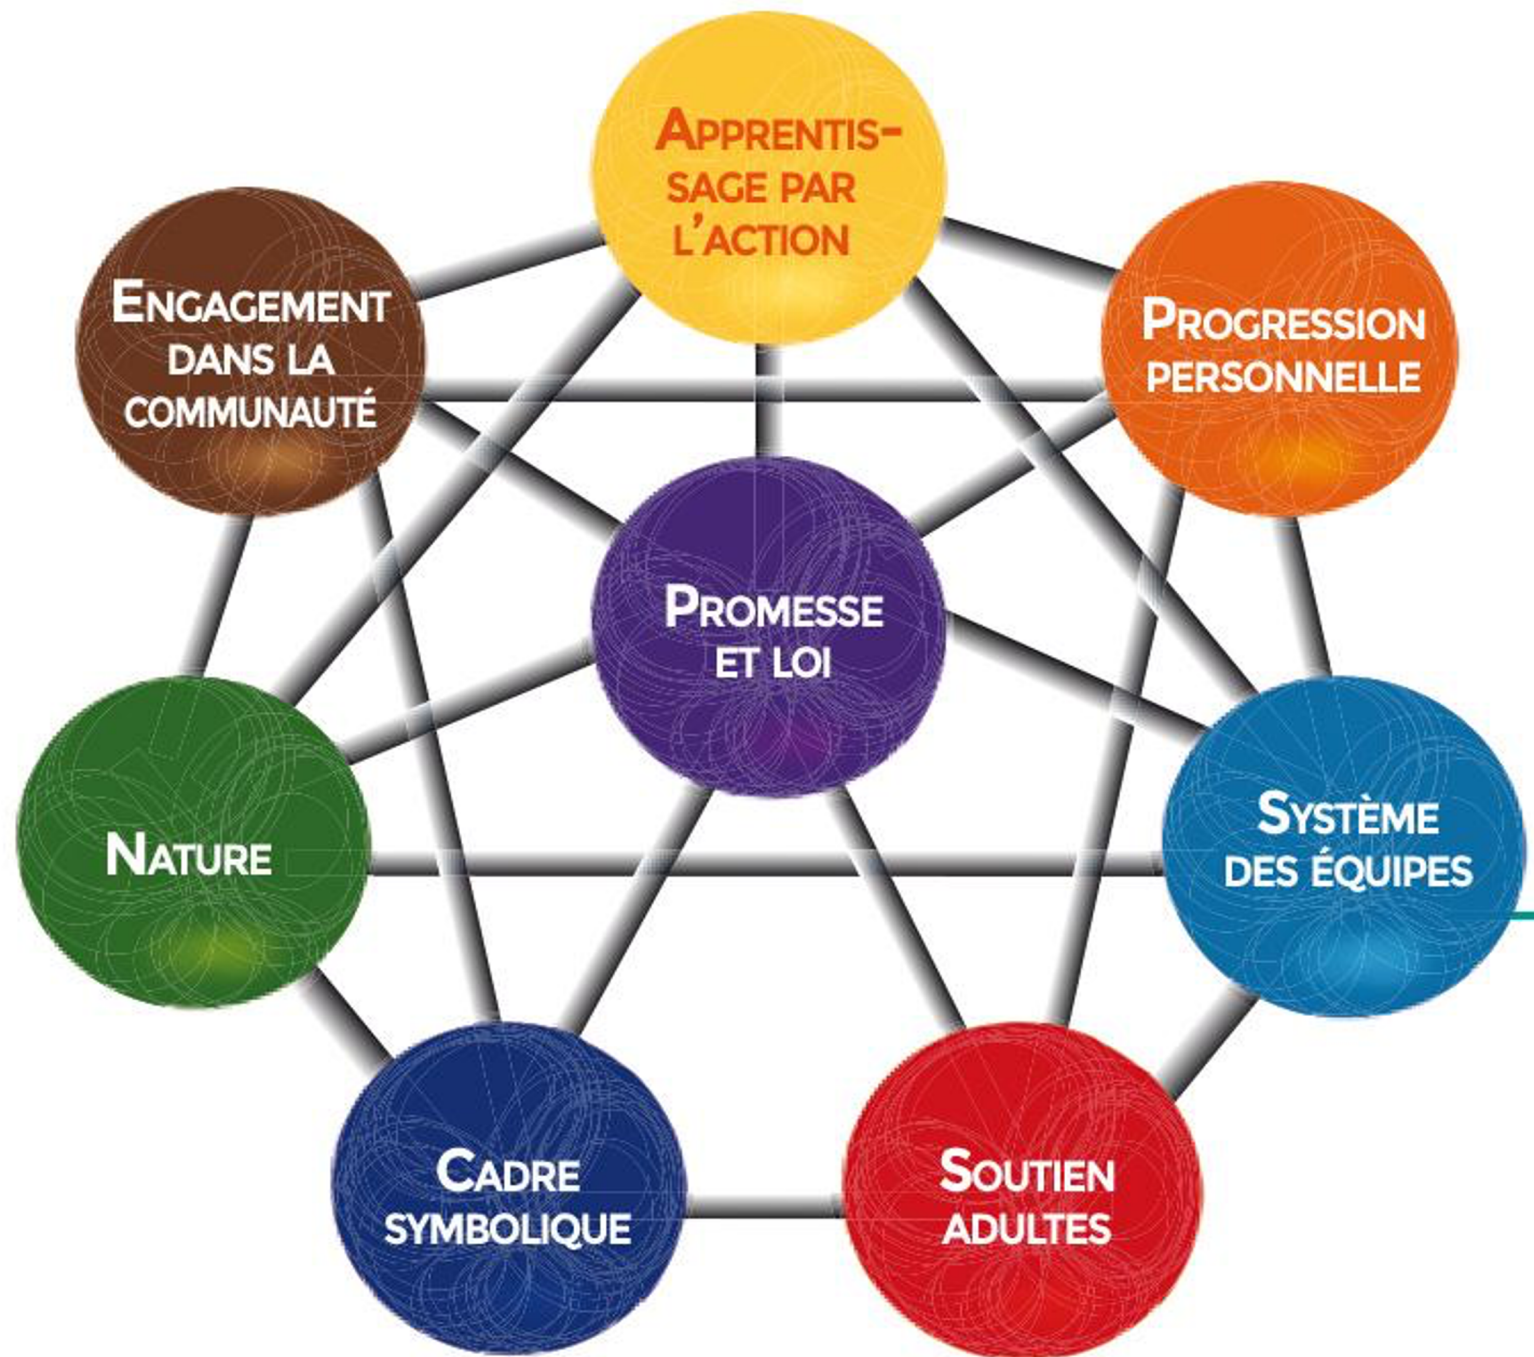 APPRENTIS-
SAGE PAR
L'ACTION
ENGAGEMENT
DANS LA
COMMUNAUTÉ
PROGRESSION
PERSONNELLE
PROMESSE
ET LOI
NATURE
SYSTÈME
DES ÉQUIPES
CADRE
SYMBOLIQUE
SOUTIEN
ADULTES